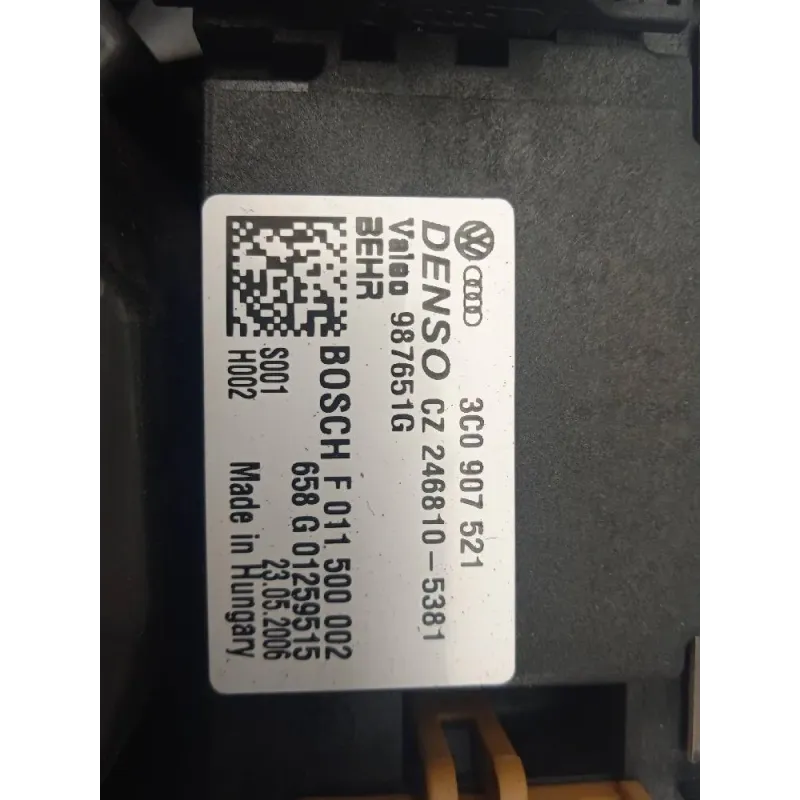 3C0 907 521
DENSO CZ 246810-5381
Valeo 987651G
BEHR
BOSCH F 011 500 002
658 G 01259515
S001 23.05.2006
H002 Made in Hungary